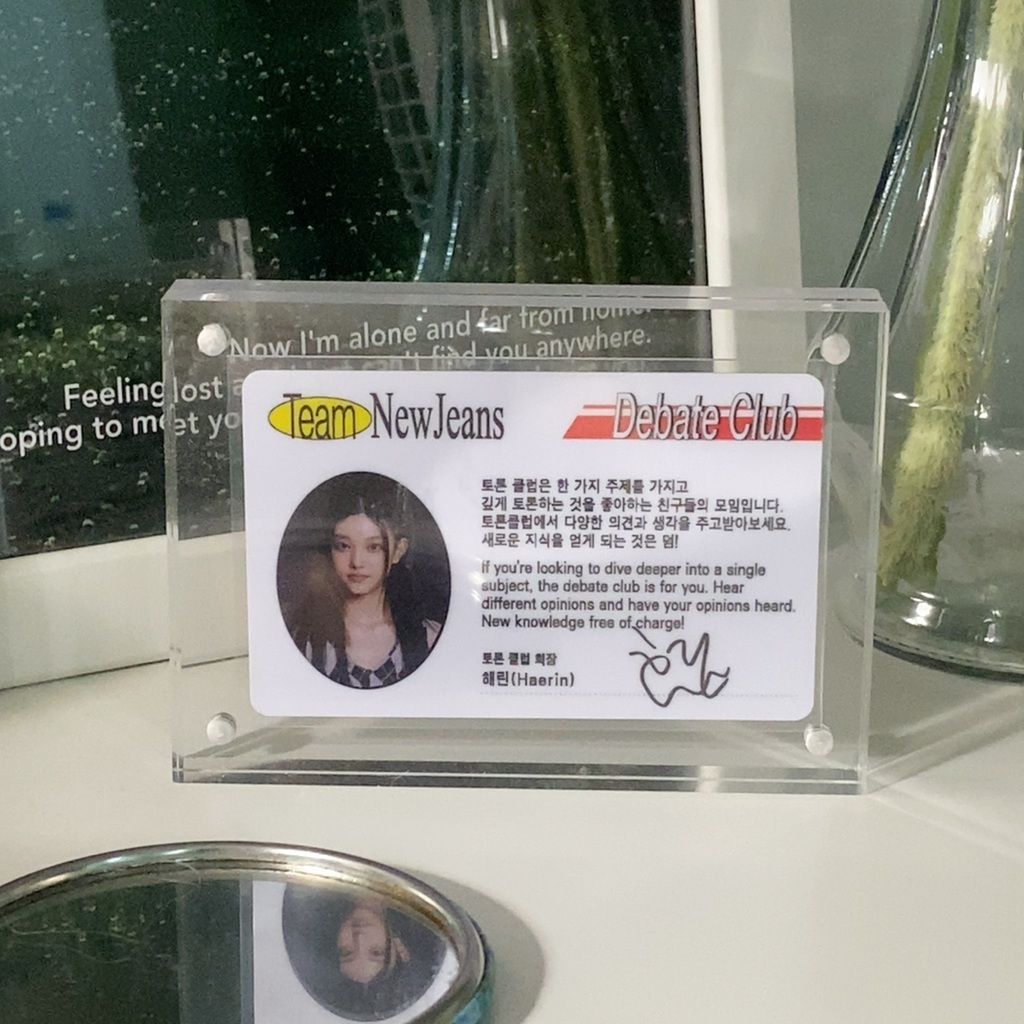 Now I'm alone and far from home.
find you anywhere.
Feeling lost
to meet
Team NewJeans
Debate Club
토론 클럽은 한 가지 주제를 가지고
깊게 토론하는 것을 좋아하는 친구들의 모임입니다.
토론클럽에서 다양한 의견과 생각을 주고받아보세요.
새로운 지식을 얻게 되는 것은 덤!
If you're looking to dive deeper into a single
subject, the debate club is for you. Hear
different opinions and have your opinions heard.
New knowledge free of charge!
토론 클럽 회장
해린(Haerin)